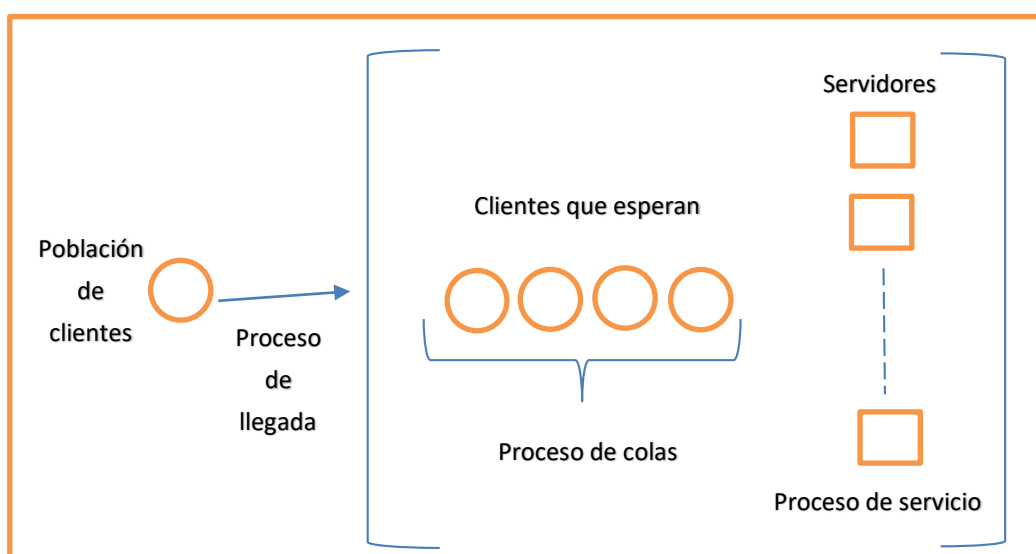 Población
de
clientes
Proceso
de
llegada
Clientes que esperan
Proceso de colas
Servidores
Proceso de servicio